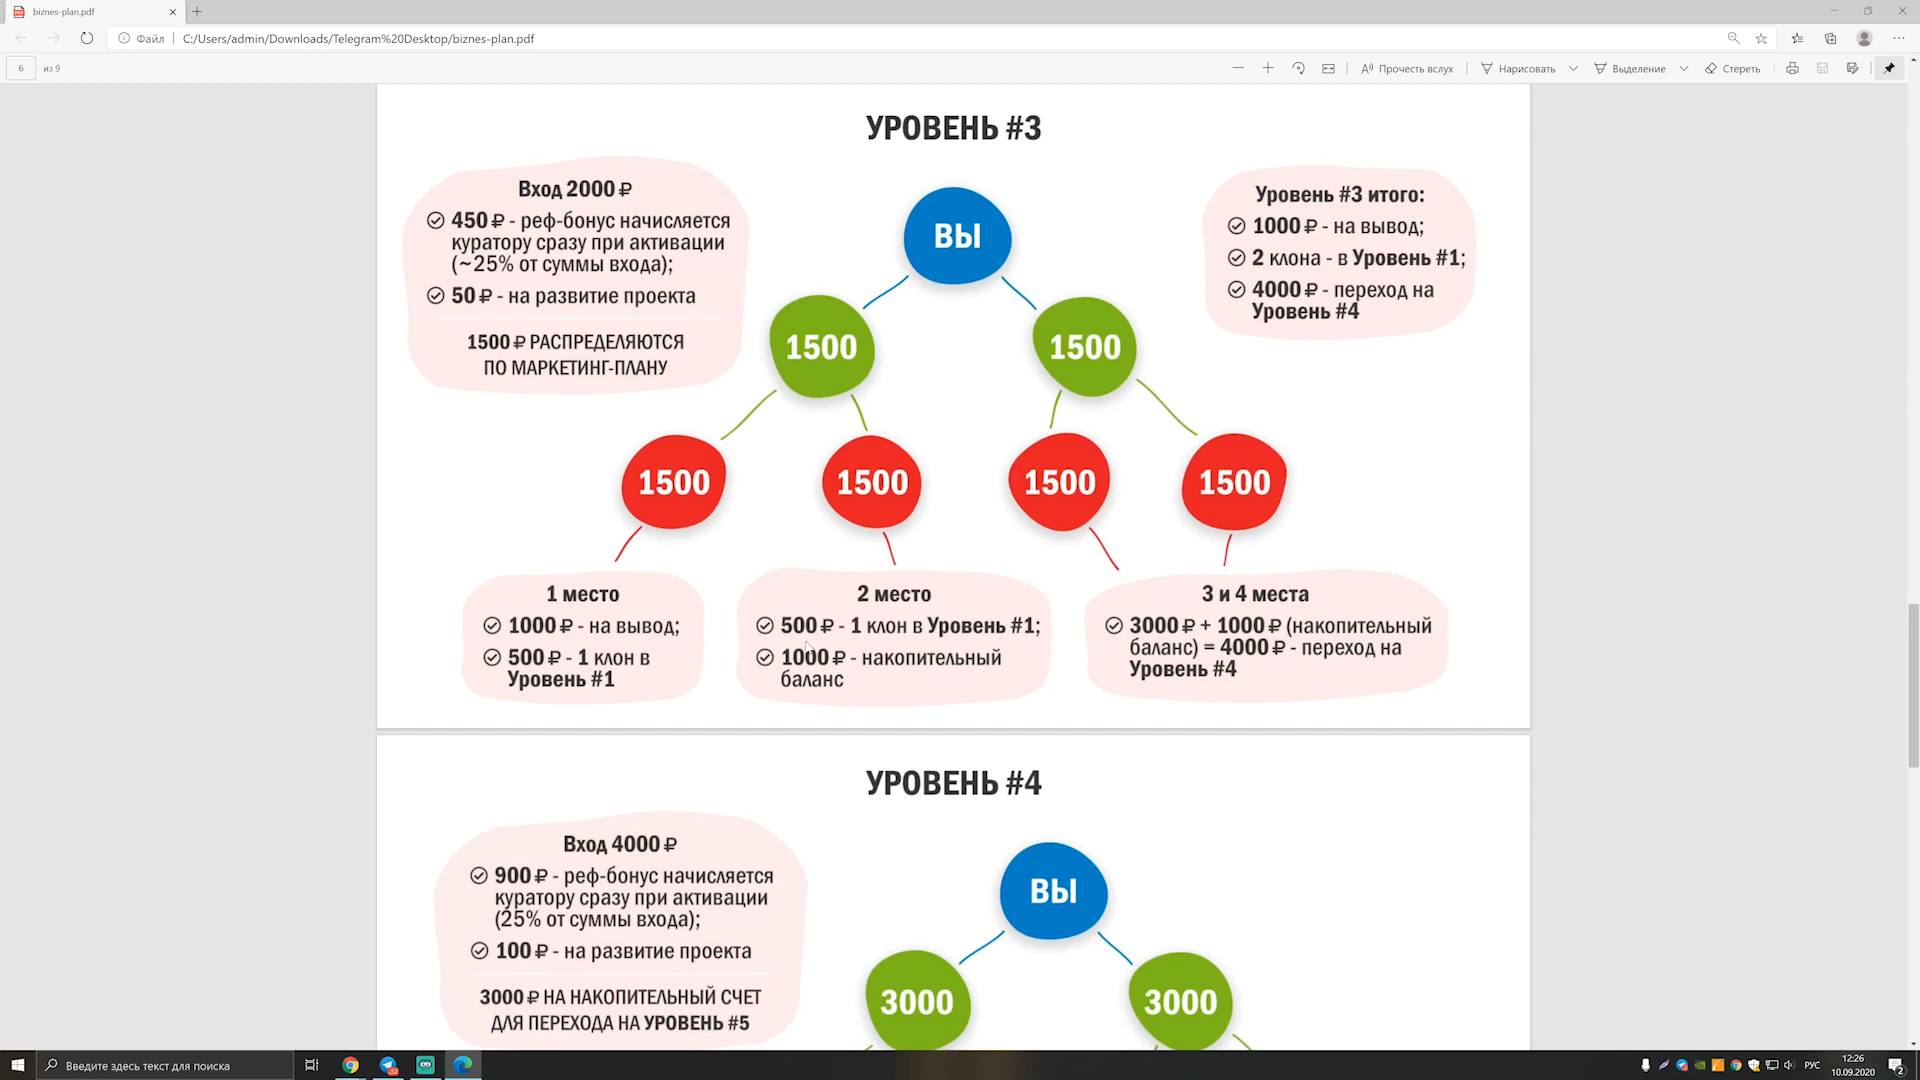 biznes-plan.pdf
Файл
C:/Users/admin/Downloads/Telegram%20Desktop/biznes-plan.pdf
6 из 9
Прочесть вслух
Нарисовать
Выделение
Стереть
УРОВЕНЬ #3
Вход 2000 ₽
450 ₽ - реф-бонус начисляется
куратору сразу при активации
(~25% от суммы входа);
50 ₽ - на развитие проекта
1500 ₽ РАСПРЕДЕЛЯЮТСЯ
ПО МАРКЕТИНГ-ПЛАНУ
ВЫ
Уровень #3 итого:
1000 ₽ - на вывод;
2 клона - в Уровень #1;
4000 ₽ - переход на
Уровень #4
1500
1500
1500
1500
1500
1500
1 место
1000 ₽ - на вывод;
500 ₽ - 1 клон в
Уровень #1
2 место
500 ₽ - 1 клон в Уровень #1;
1000 ₽ - накопительный
баланс
3 и 4 места
3000 ₽ + 1000 ₽ (накопительный
баланс) = 4000 ₽ - переход на
Уровень #4
УРОВЕНЬ #4
Вход 4000 ₽
900 ₽ - реф-бонус начисляется
куратору сразу при активации
(25% от суммы входа);
100 ₽ - на развитие проекта
3000 ₽ НА НАКОПИТЕЛЬНЫЙ СЧЕТ
ДЛЯ ПЕРЕХОДА НА УРОВЕНЬ #5
ВЫ
3000
3000
Введите здесь текст для поиска
РУС
12:26
10.09.2020